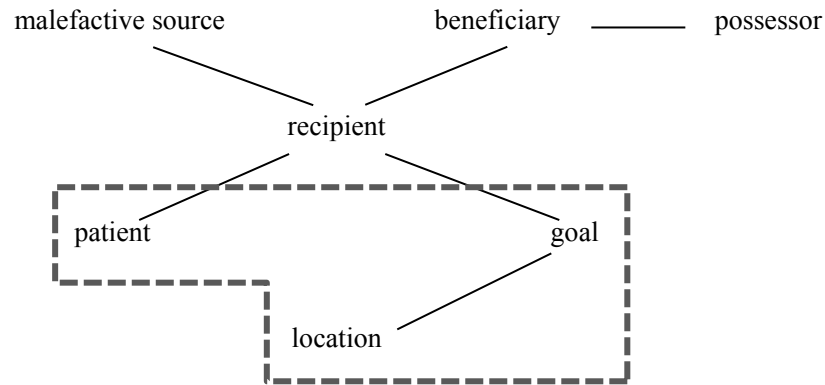 malefactive source beneficiary possessor
recipient
patient goal
location